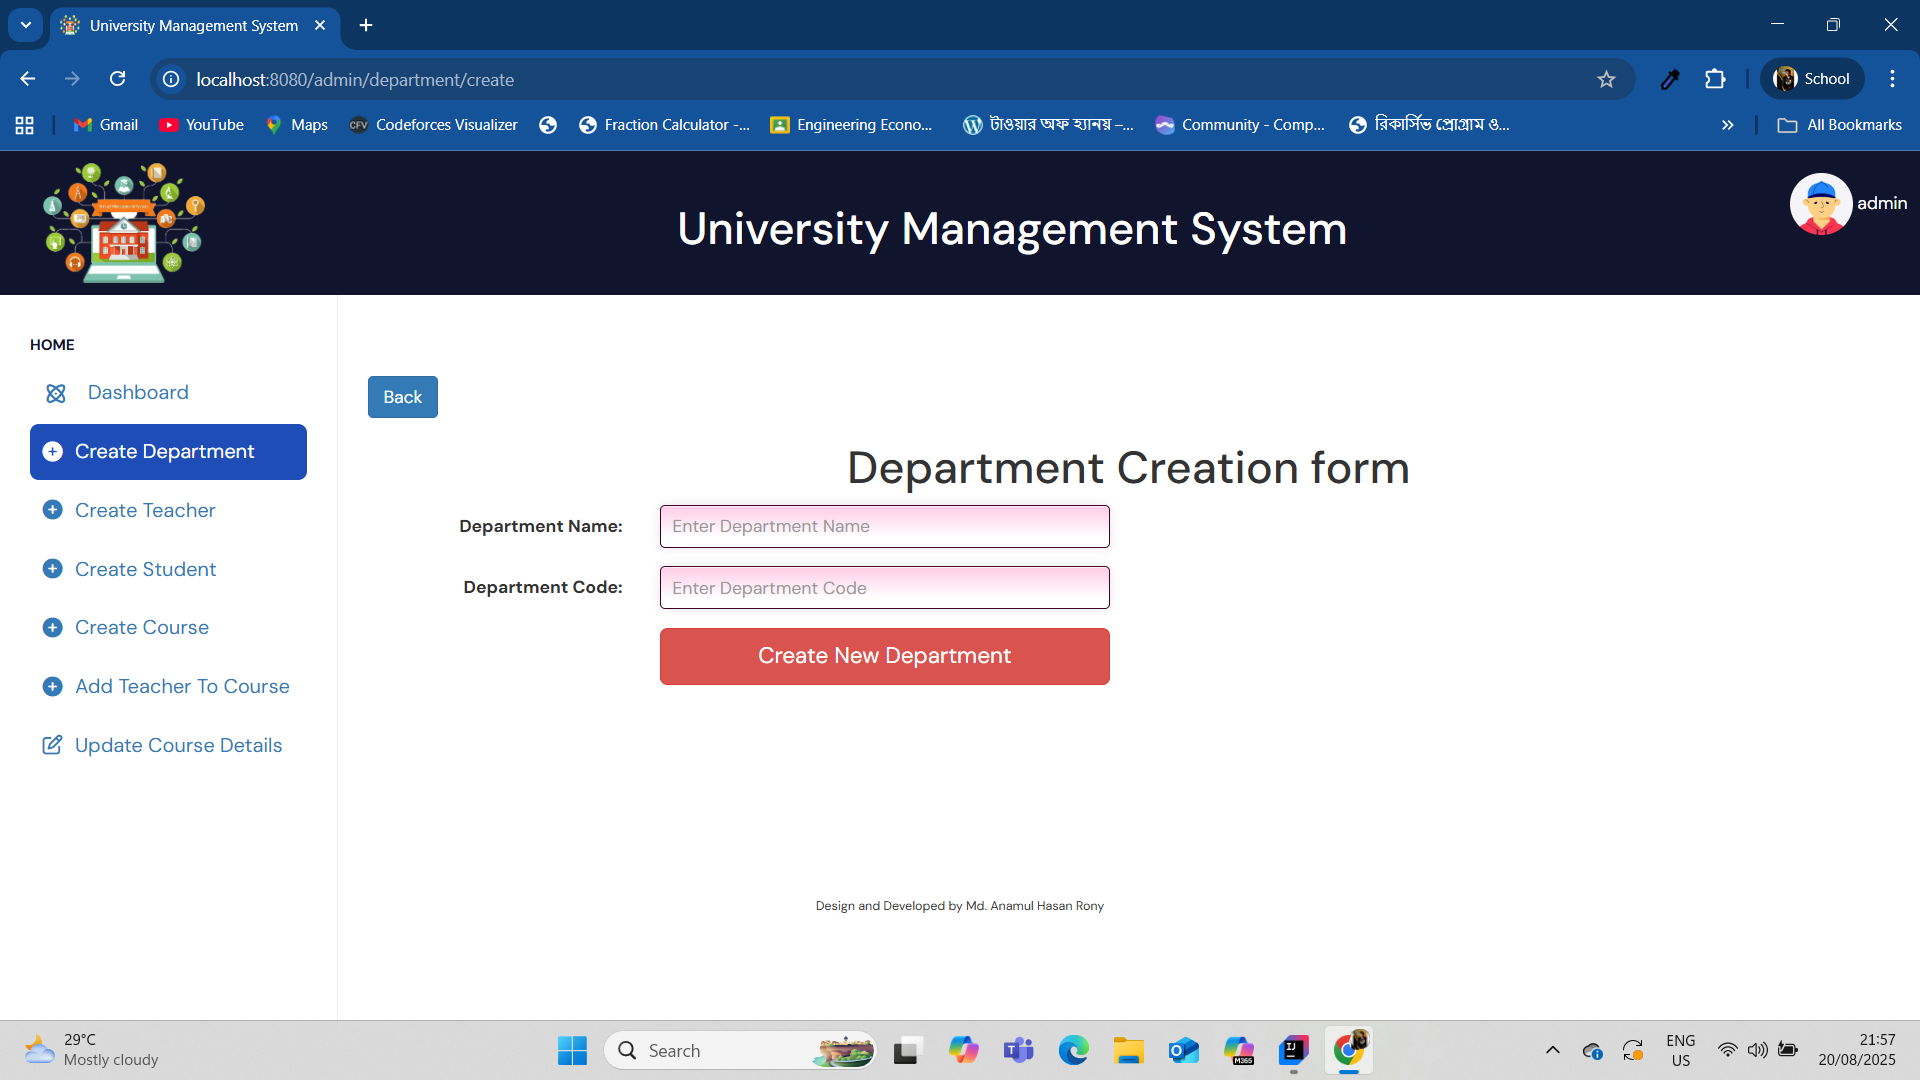 University Management System
localhost:8080/admin/department/create
School
Gmail
YouTube
Maps
CFV Codeforces Visualizer
Fraction Calculator -...
Engineering Econo...
টাওয়ার অফ হ্যানয় –...
Community - Comp...
রিকার্সিভ প্রোগ্রাম ও...
All Bookmarks
University Management System
admin
HOME
Dashboard
Create Department
Create Teacher
Create Student
Create Course
Add Teacher To Course
Update Course Details
Back
Department Creation form
Department Name:
Enter Department Name
Department Code:
Enter Department Code
Create New Department
Design and Developed by Md. Anamul Hasan Rony
29°C
Mostly cloudy
Search
M365
ENG
US
21:57
20/08/2025